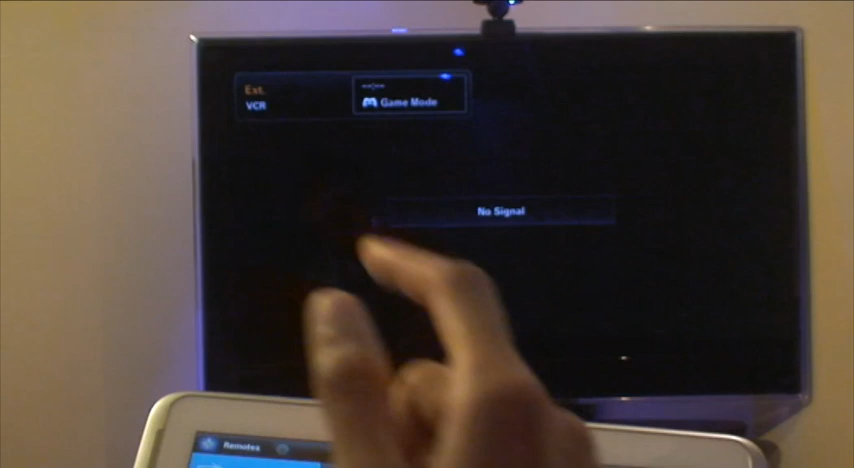 Ext.
VCR
--:--
Game Mode
No Signal
Remotes